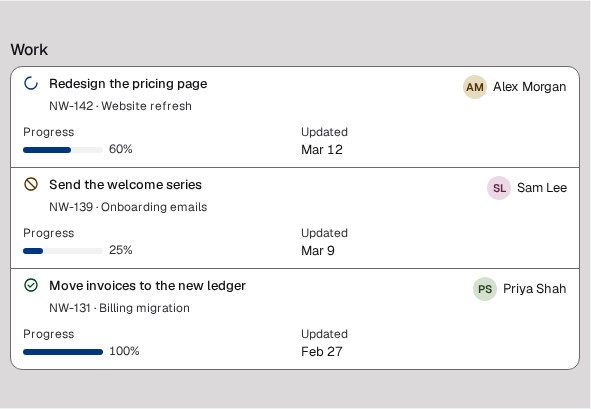 Work
Redesign the pricing page
AM Alex Morgan
NW-142 · Website refresh
Progress
Updated
60%
Mar 12
Send the welcome series
SL Sam Lee
NW-139 · Onboarding emails
Progress
Updated
25%
Mar 9
Move invoices to the new ledger
PS Priya Shah
NW-131 · Billing migration
Progress
Updated
100%
Feb 27